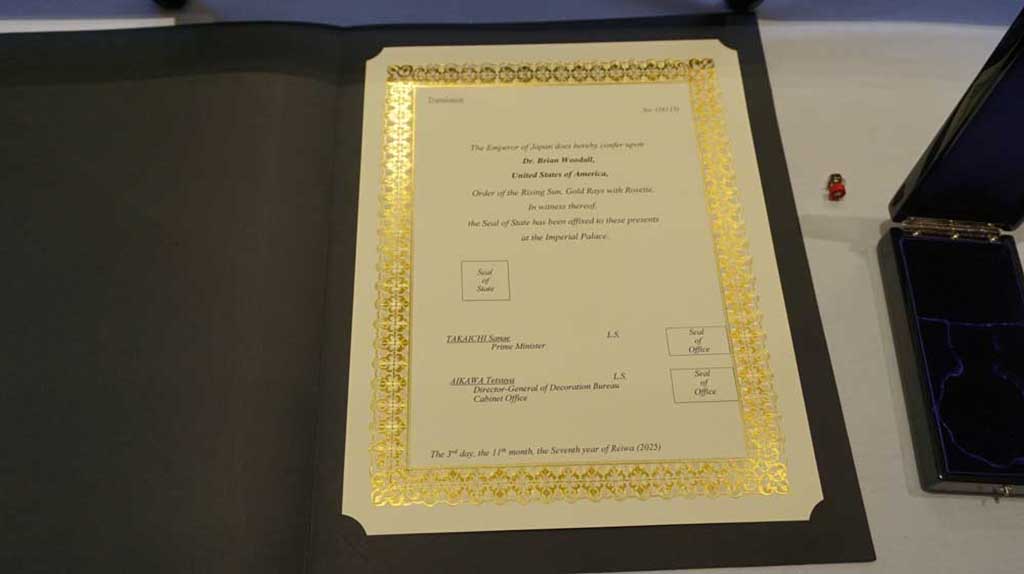 Translation
The Emperor of Japan does hereby confer upon
Dr. Brian Woodall,
United States of America,
Order of the Rising Sun, Gold Rays with Rosette.
In witness thereof,
the Seal of State has been affixed to these presents
at the Imperial Palace.
Seal
of
State
TAKAICHI Sanae L.S.
Prime Minister
Seal
of
Office
AIKAWA Tetsuya L.S.
Director-General of Decoration Bureau
Cabinet Office
Seal
of
Office
The 3rd day, the 11th month, the Seventh year of Reiwa (2025)